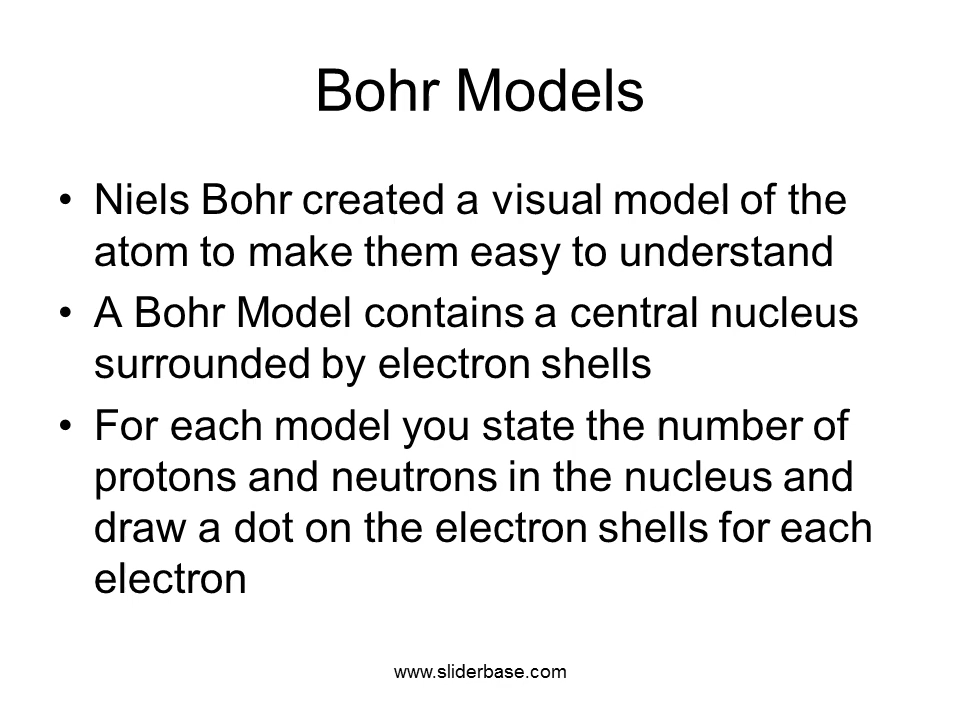 Bohr Models
• Niels Bohr created a visual model of the
atom to make them easy to understand
• A Bohr Model contains a central nucleus
surrounded by electron shells
• For each model you state the number of
protons and neutrons in the nucleus and
draw a dot on the electron shells for each
electron
www.sliderbase.com